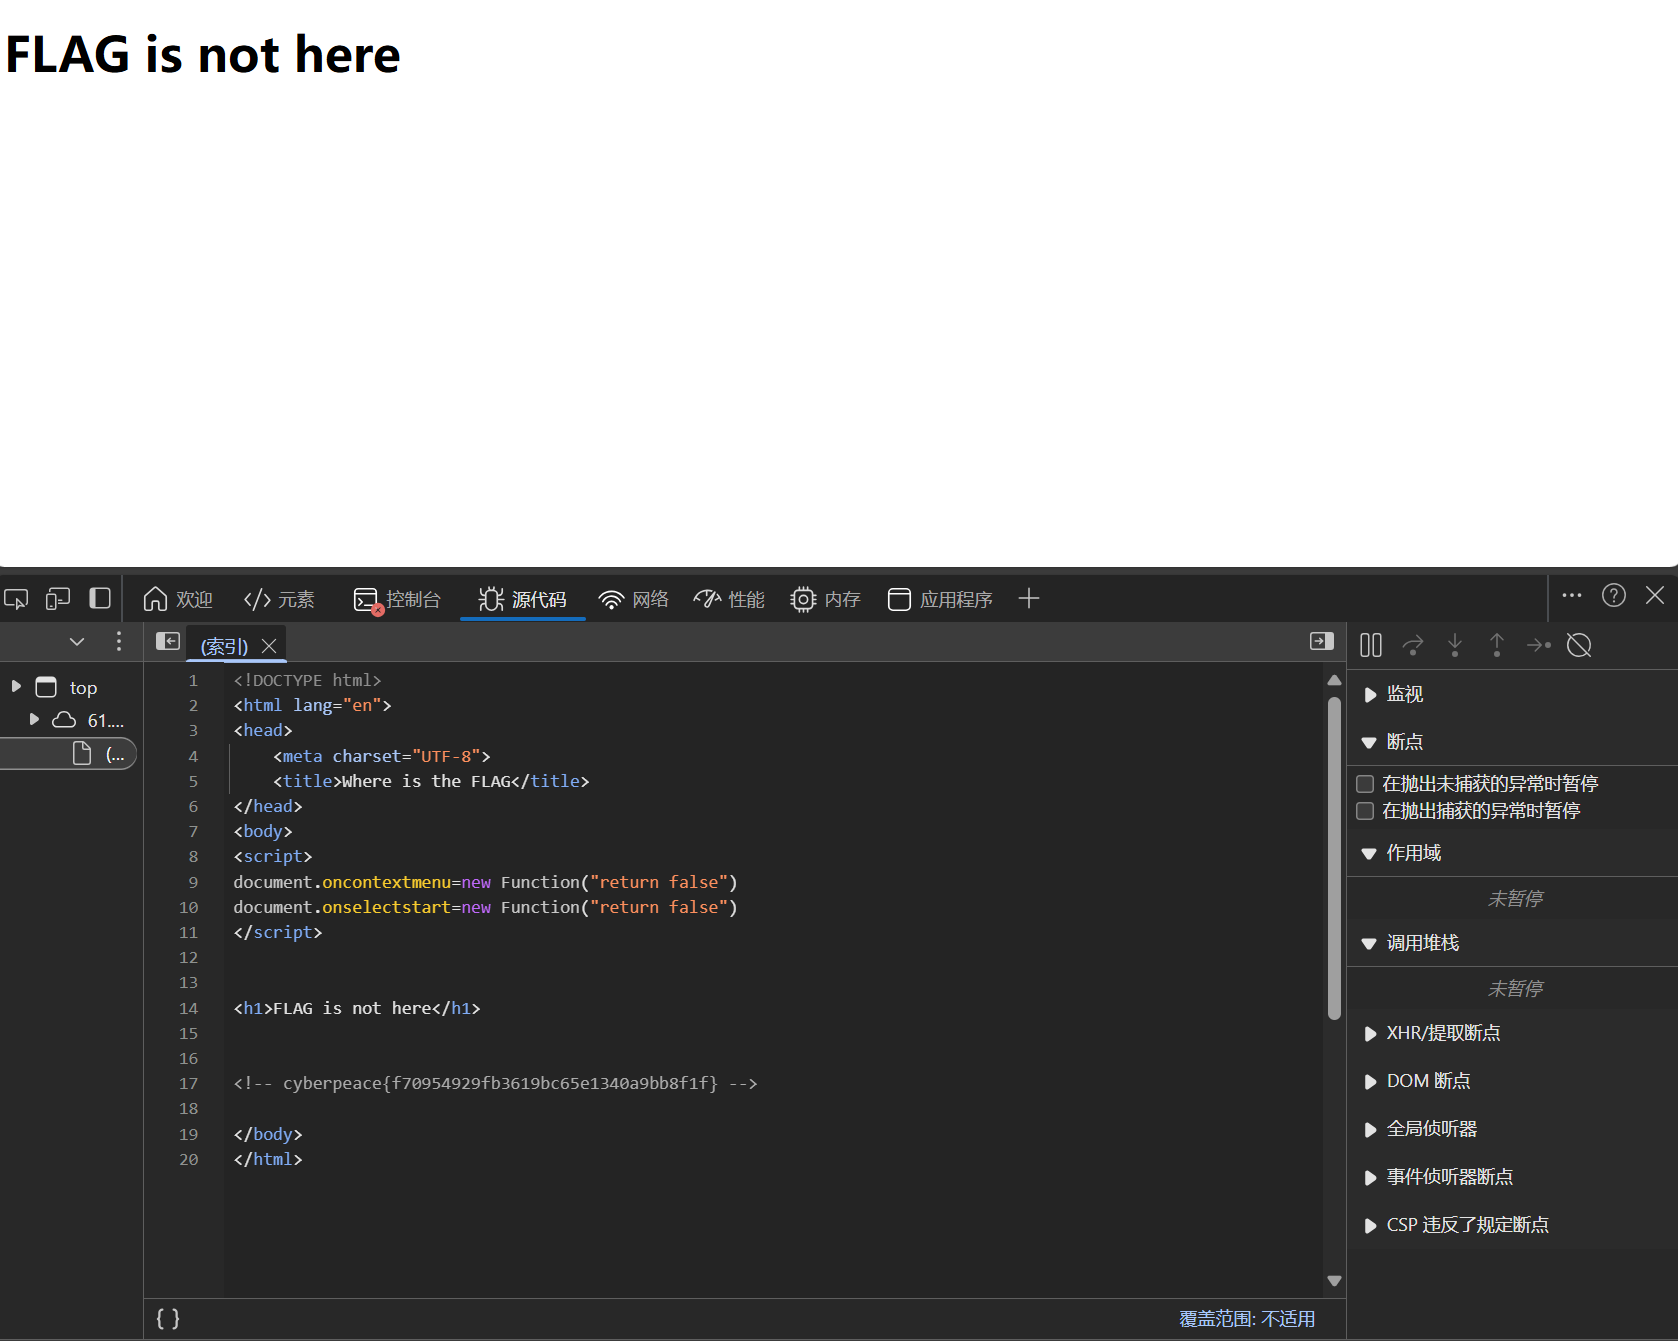 FLAG is not here
欢迎 元素 控制台 源代码 网络 性能 内存 应用程序
(索引)
top
61....
(...
1 <!DOCTYPE html>
2 <html lang="en">
3 <head>
4 <meta charset="UTF-8">
5 <title>Where is the FLAG</title>
6 </head>
7 <body>
8 <script>
9 document.oncontextmenu=new Function("return false")
10 document.onselectstart=new Function("return false")
11 </script>
12
13
14 <h1>FLAG is not here</h1>
15
16
17 <!-- cyberpeace{f70954929fb3619bc65e1340a9bb8f1f} -->
18
19 </body>
20 </html>
{ }
覆盖范围: 不适用
监视
断点
在抛出未捕获的异常时暂停
在抛出捕获的异常时暂停
作用域
未暂停
调用堆栈
未暂停
XHR/提取断点
DOM 断点
全局侦听器
事件侦听器断点
CSP 违反了规定断点